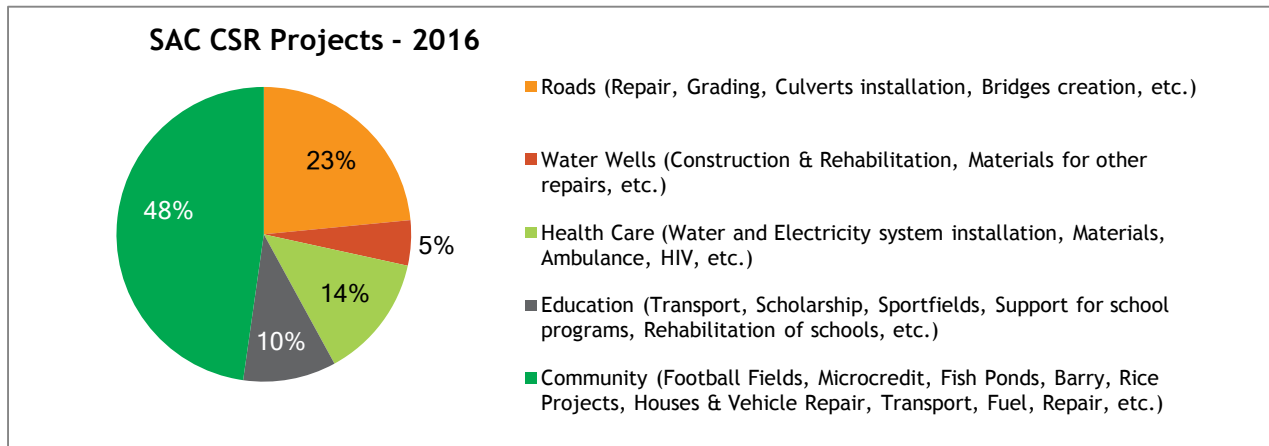 SAC CSR Projects - 2016
23%
5%
14%
10%
48%
Roads (Repair, Grading, Culverts installation, Bridges creation, etc.)
Water Wells (Construction & Rehabilitation, Materials for other
repairs, etc.)
Health Care (Water and Electricity system installation, Materials,
Ambulance, HIV, etc.)
Education (Transport, Scholarship, Sportfields, Support for school
programs, Rehabilitation of schools, etc.)
Community (Football Fields, Microcredit, Fish Ponds, Barry, Rice
Projects, Houses & Vehicle Repair, Transport, Fuel, Repair, etc.)